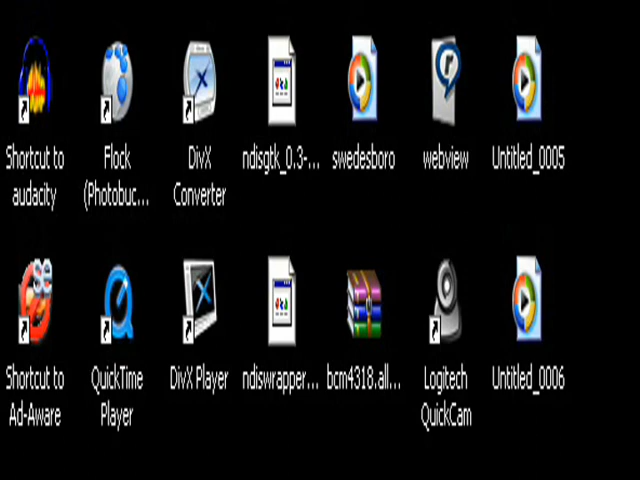 Shortcut to audacity
Flock (Photobuc...
DivX Converter
ndisgtk_0.3-...
swedesboro
webview
Untitled_0005
Shortcut to Ad-Aware
QuickTime Player
DivX Player
ndiswrapper...
bcm4318.all...
Logitech QuickCam
Untitled_0006